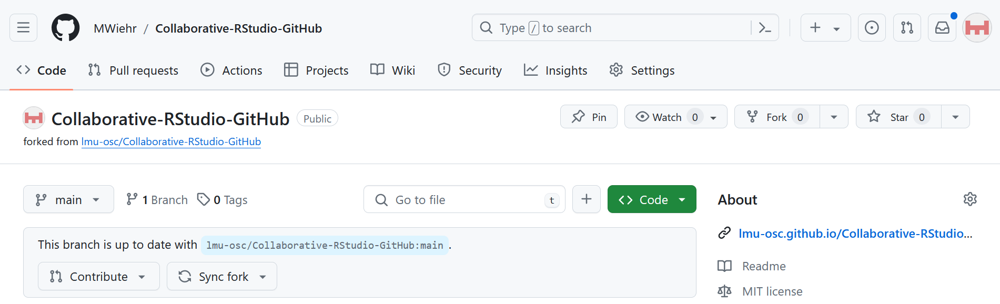 MWiehr / Collaborative-RStudio-GitHub
Type / to search
Code Pull requests Actions Projects Wiki Security Insights Settings
Collaborative-RStudio-GitHub Public
Pin Watch 0 Fork 0 Star 0
forked from lmu-osc/Collaborative-RStudio-GitHub
main 1 Branch 0 Tags Go to file t Code
About
This branch is up to date with lmu-osc/Collaborative-RStudio-GitHub:main.
lmu-osc.github.io/Collaborative-RStudio...
Contribute Sync fork
Readme
MIT license